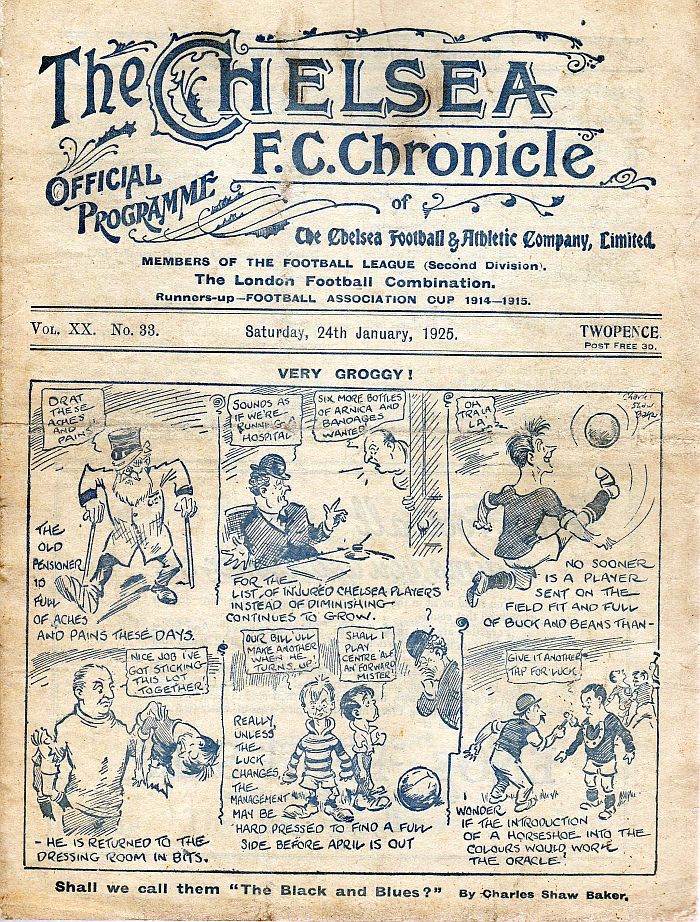 The CHELSEA
F.C. Chronicle
OFFICIAL
PROGRAMME
of
The Chelsea Football & Athletic Company, Limited.
MEMBERS OF THE FOOTBALL LEAGUE (Second Division).
The London Football Combination.
Runners-up—FOOTBALL ASSOCIATION CUP 1914—1915.
VOL. XX. No. 33.
Saturday, 24th January, 1925.
TWOPENCE.
POST FREE 3D.
VERY GROGGY!
DRAT
THESE
ACHES
AND
PAINS
THE
OLD
PENSIONER
IS
FULL
OF ACHES
AND PAINS THESE DAYS.
SOUNDS AS
IF WE'RE
RUNNING A
HOSPITAL
SIX MORE BOTTLES
OF ARNICA AND
BANDAGES
WANTED
FOR THE
LIST OF INJURED CHELSEA PLAYERS
INSTEAD OF DIMINISHING
CONTINUES TO GROW.
OH
TRA LA
LA
Charles
Shaw
Baker
NO SOONER
IS A PLAYER
SENT ON THE
FIELD FIT AND FULL
OF BUCK AND BEANS THAN-
NICE JOB I'VE
GOT STICKING
THIS LOT
TOGETHER
- HE IS RETURNED TO THE
DRESSING ROOM IN BITS.
OUR BILL ULL
MAKE ANOTHER
WHEN HE
TURNS UP
SHALL I
PLAY
CENTRE ALF
AN FORWARD
MISTER
?
REALLY,
UNLESS
THE
LUCK
CHANGES,
THE
MANAGEMENT
MAY BE
HARD PRESSED TO FIND A FULL
SIDE BEFORE APRIL IS OUT
GIVE IT ANOTHER
TAP FOR LUCK
I
WONDER
IF THE INTRODUCTION
OF A HORSESHOE INTO THE
COLOURS WOULD WORK
THE ORACLE!
Shall we call them "The Black and Blues?" By Charles Shaw Baker.